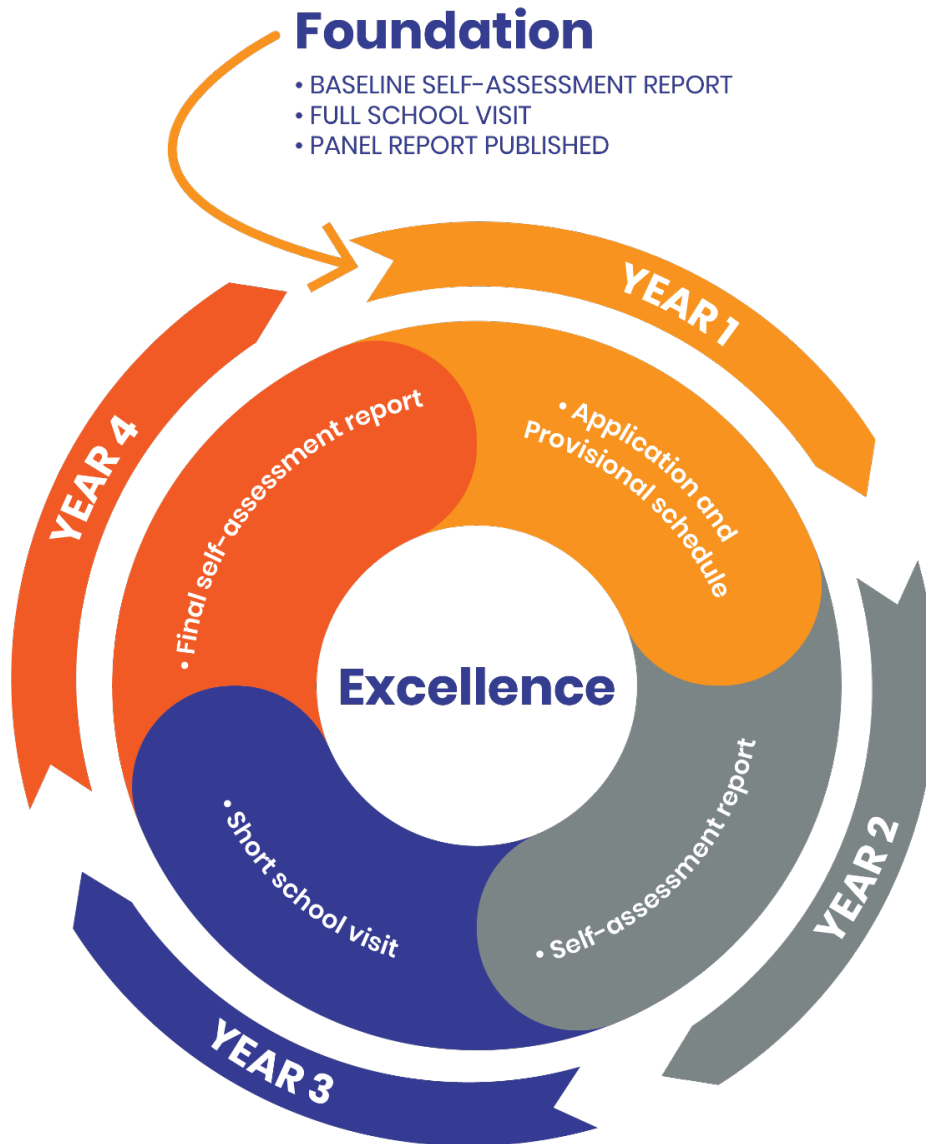 Foundation
• BASELINE SELF-ASSESSMENT REPORT
• FULL SCHOOL VISIT
• PANEL REPORT PUBLISHED
YEAR 1
• Application and
Provisional schedule
YEAR 2
• Self-assessment report
YEAR 3
• Short school visit
YEAR 4
• Final self-assessment report
Excellence